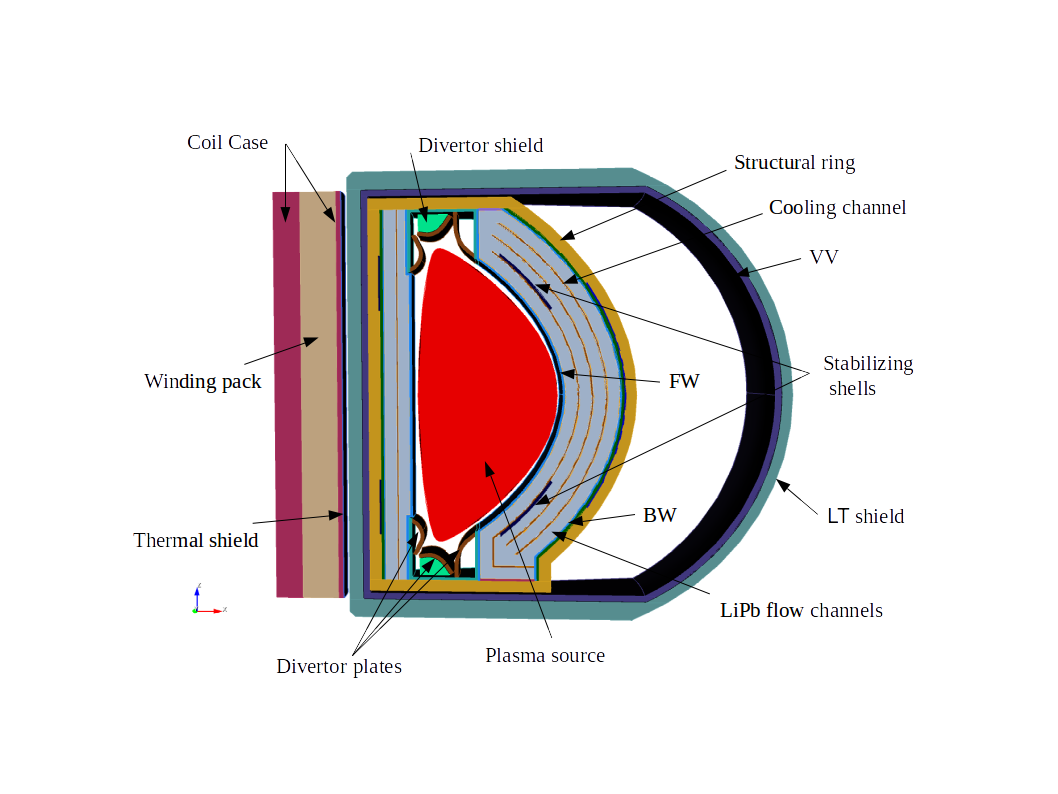 Coil Case
Divertor shield
Structural ring
Cooling channel
VV
Winding pack
FW
Stabilizing
shells
BW
LT shield
Thermal shield
LiPb flow channels
Plasma source
Divertor plates
z
x